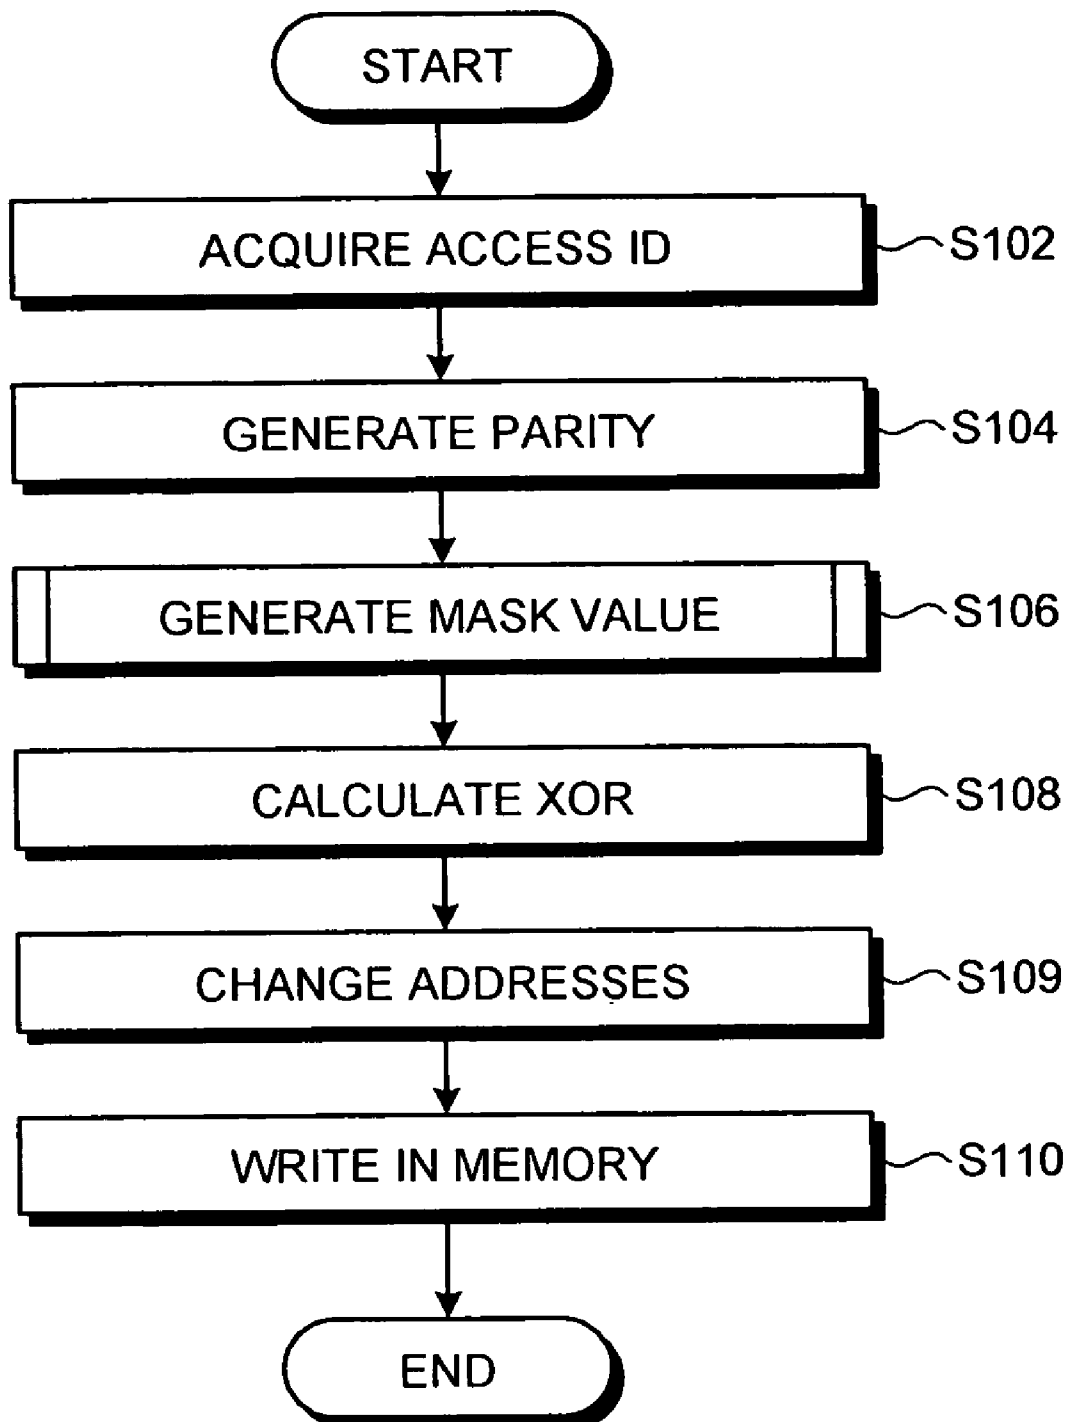 START
ACQUIRE ACCESS ID
S102
GENERATE PARITY
S104
GENERATE MASK VALUE
S106
CALCULATE XOR
S108
CHANGE ADDRESSES
S109
WRITE IN MEMORY
S110
END